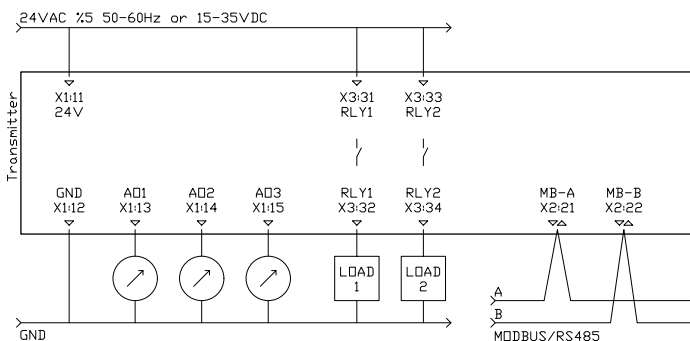 24VAC %5 50-60Hz or 15-35VDC
Transmitter
X1:11 X3:31 X3:33
24V RLY1 RLY2
GND AO1 AO2 AO3 RLY1 RLY2 MB-A MB-B
X1:12 X1:13 X1:14 X1:15 X3:32 X3:34 X2:21 X2:22
LOAD LOAD
1 2
A
B
GND MODBUS/RS485